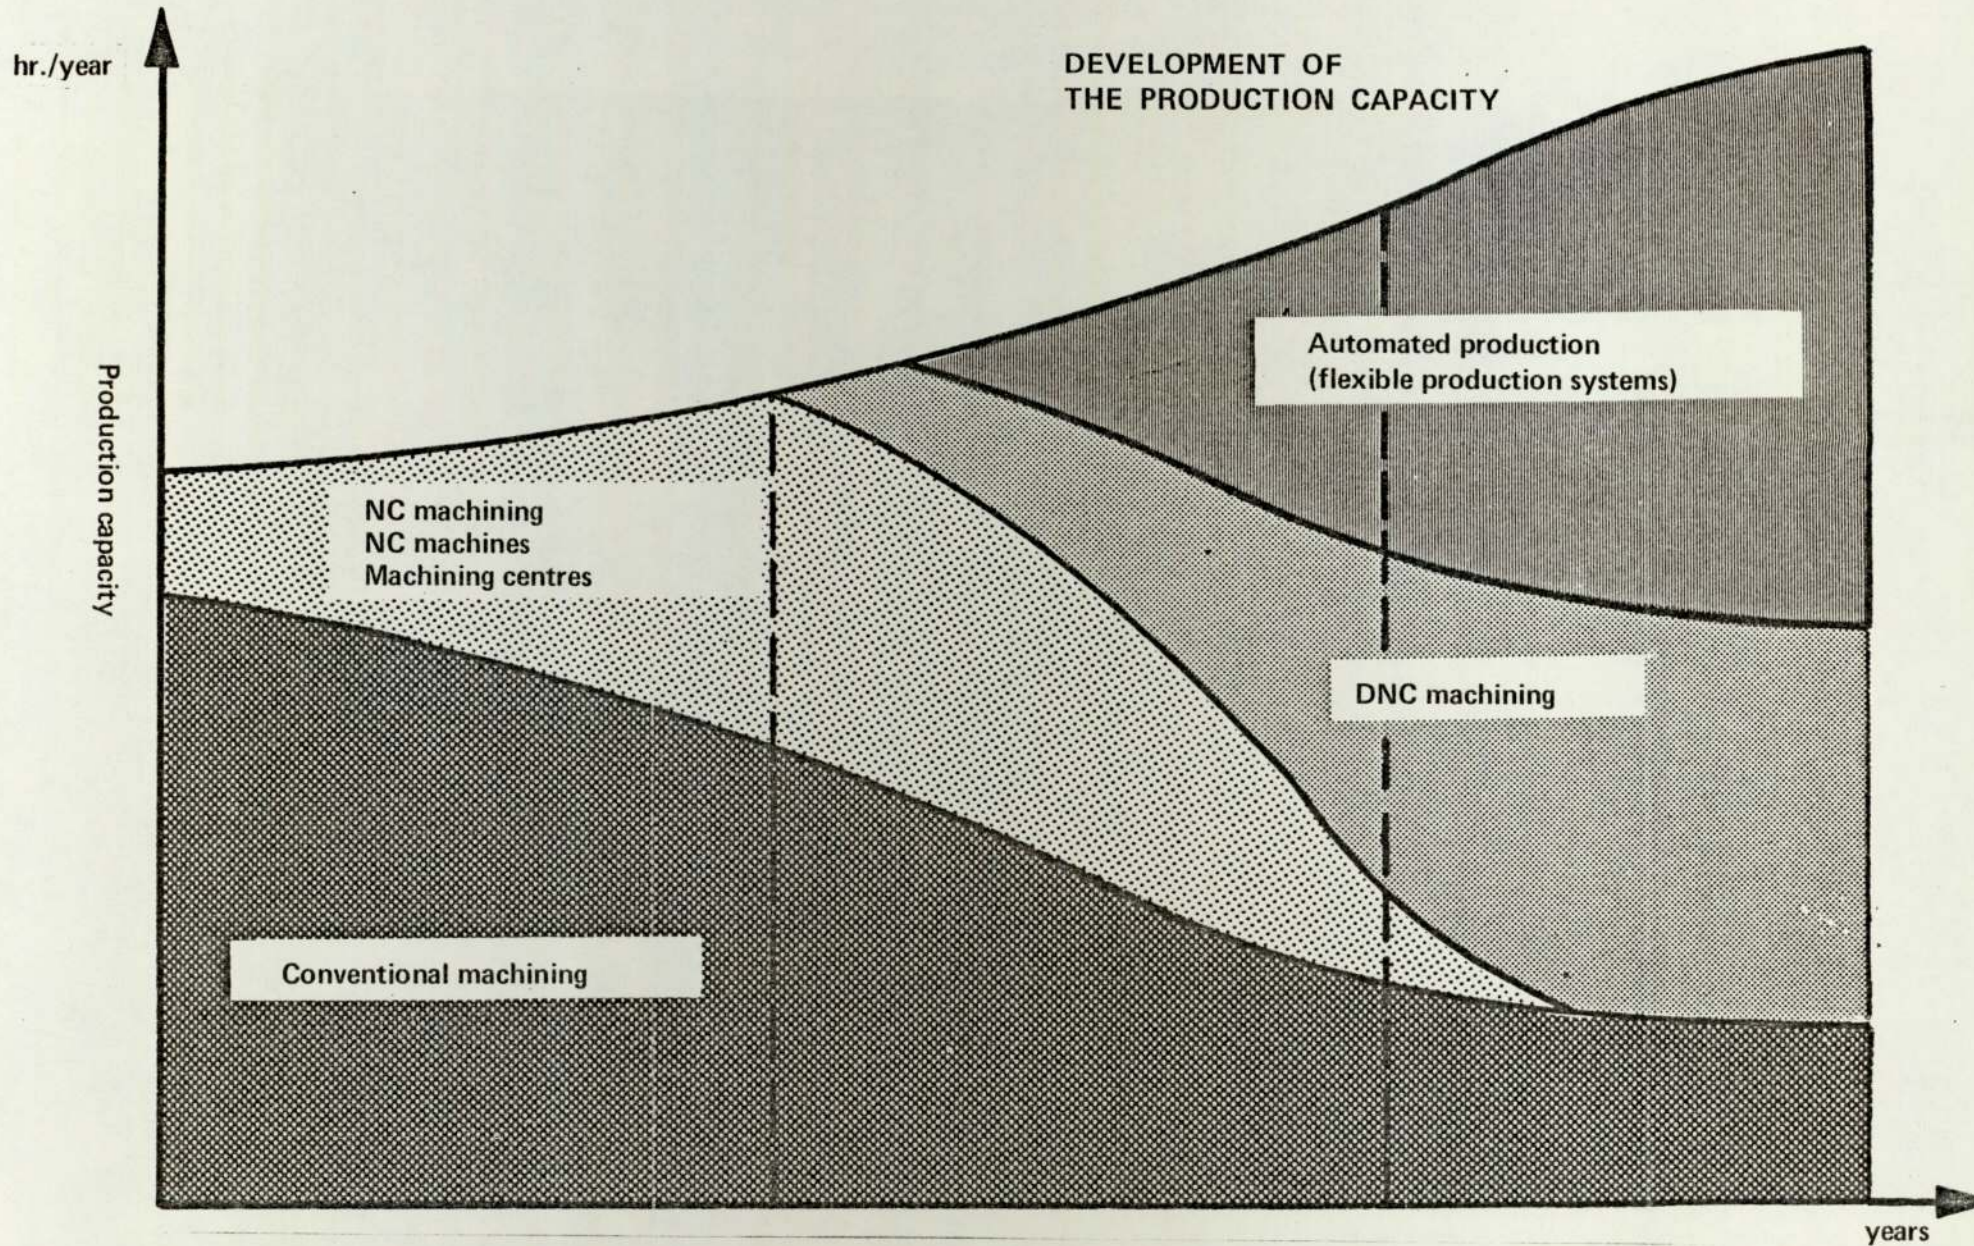 hr./year
DEVELOPMENT OF
THE PRODUCTION CAPACITY
Automated production
(flexible production systems)
Production capacity
NC machining
NC machines
Machining centres
DNC machining
Conventional machining
years